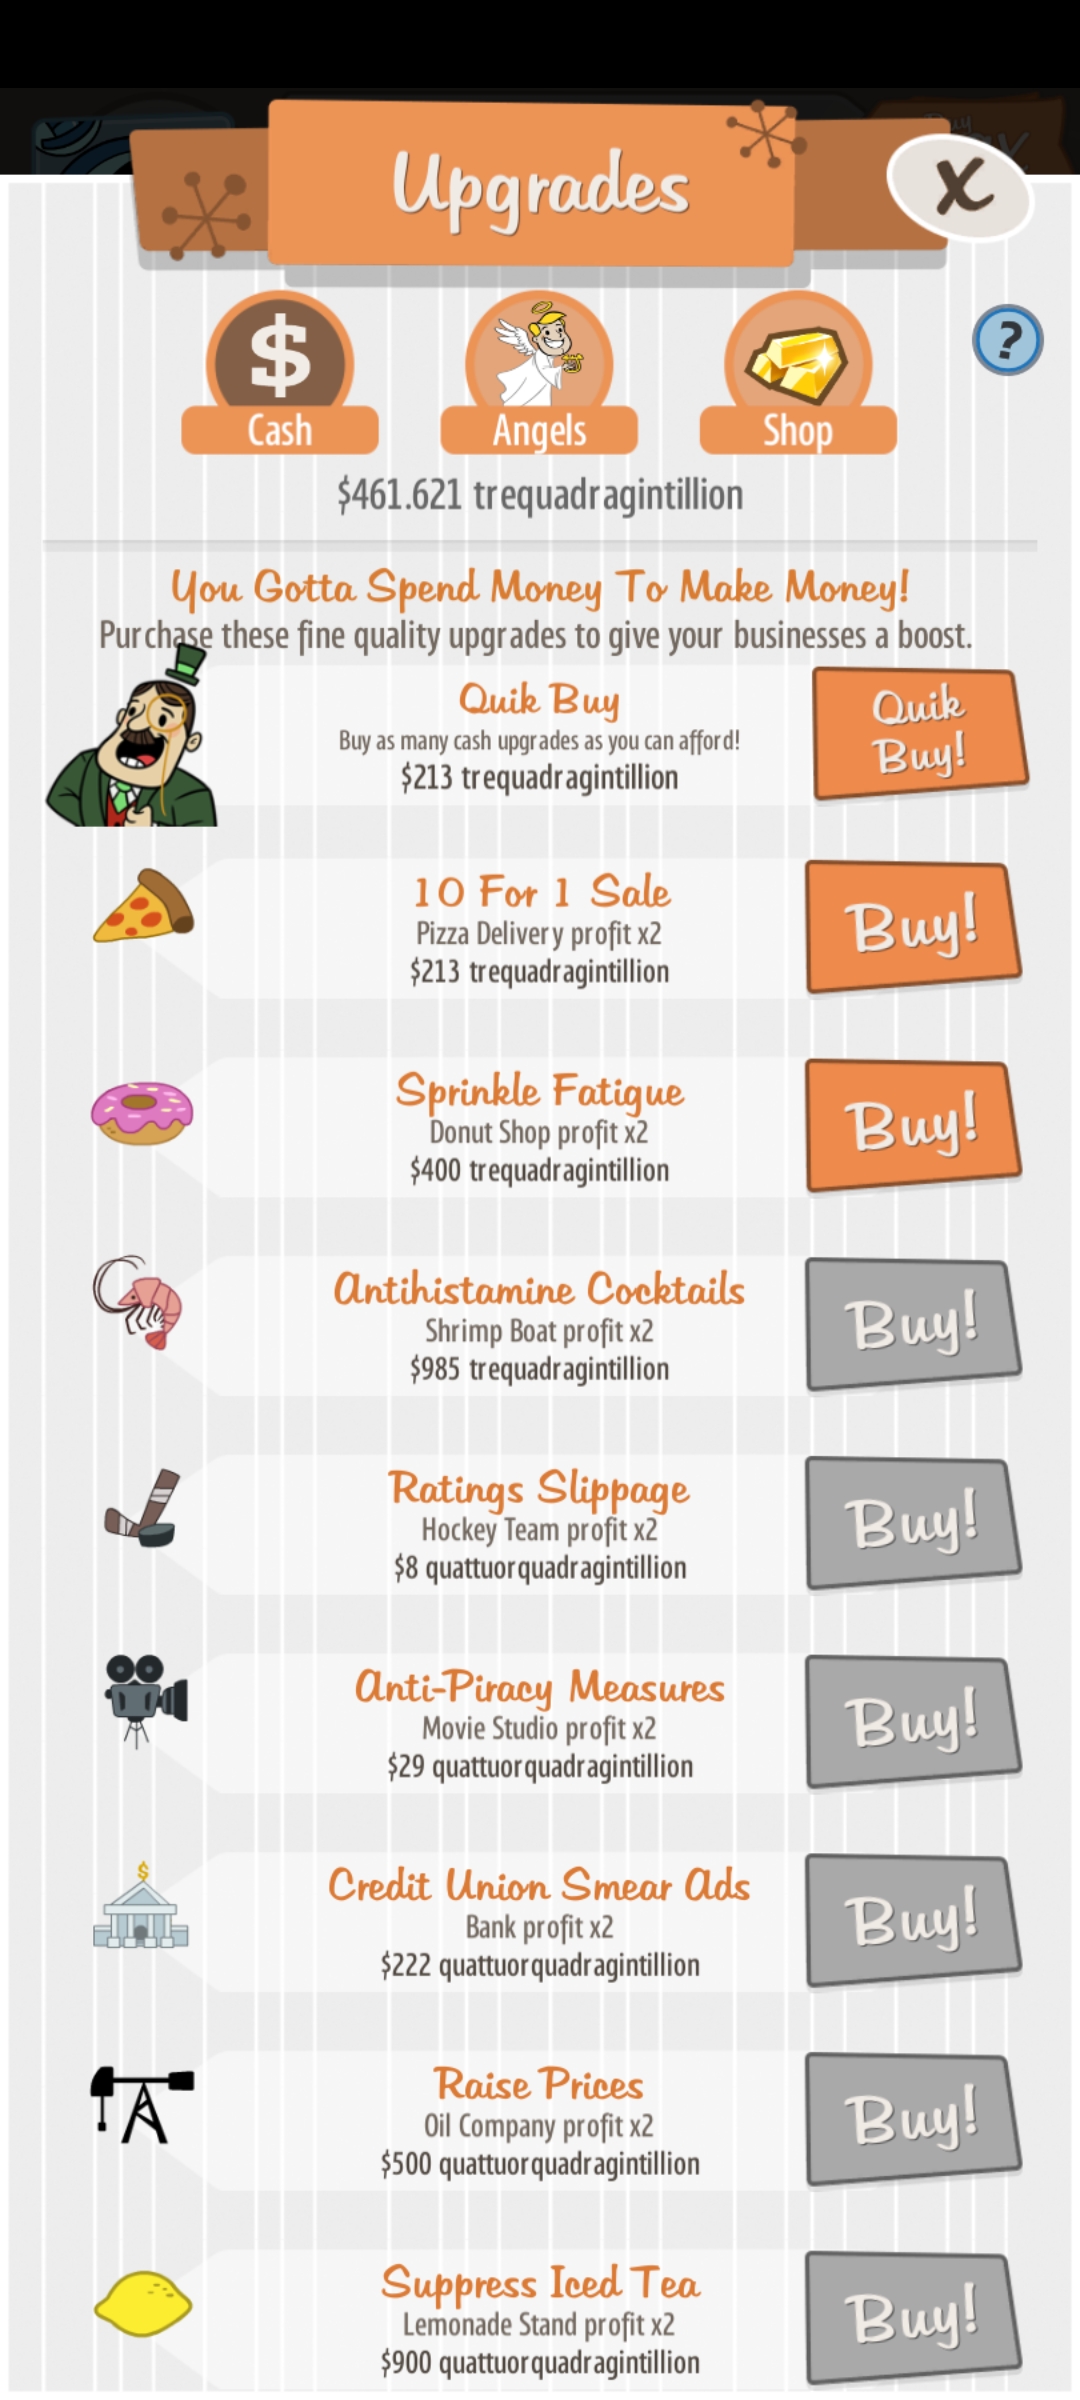 Upgrades
X
?
$
Cash
Angels
Shop
$461.621 trequadragintillion
You Gotta Spend Money To Make Money!
Purchase these fine quality upgrades to give your businesses a boost.
Quik Buy
Buy as many cash upgrades as you can afford!
$213 trequadragintillion
Quik
Buy!
10 For 1 Sale
Pizza Delivery profit x2
$213 trequadragintillion
Buy!
Sprinkle Fatigue
Donut Shop profit x2
$400 trequadragintillion
Buy!
Antihistamine Cocktails
Shrimp Boat profit x2
$985 trequadragintillion
Buy!
Ratings Slippage
Hockey Team profit x2
$8 quattuorquadragintillion
Buy!
Anti-Piracy Measures
Movie Studio profit x2
$29 quattuorquadragintillion
Buy!
$
Credit Union Smear Ads
Bank profit x2
$222 quattuorquadragintillion
Buy!
Raise Prices
Oil Company profit x2
$500 quattuorquadragintillion
Buy!
Suppress Iced Tea
Lemonade Stand profit x2
$900 quattuorquadragintillion
Buy!